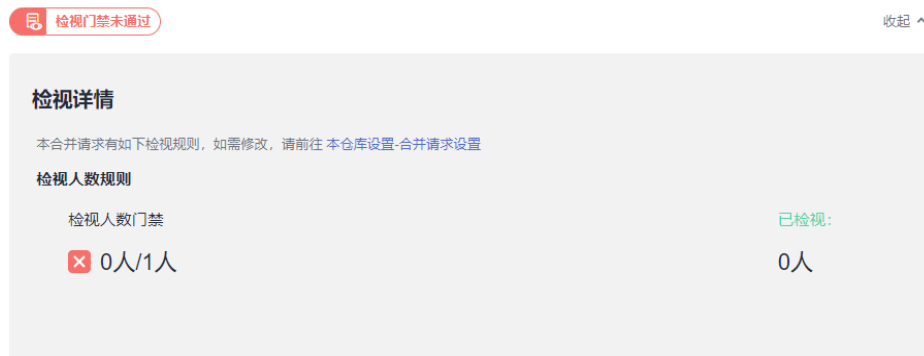 检视门禁未通过
收起
检视详情
本合并请求有如下检视规则，如需修改，请前往 本仓库设置-合并请求设置
检视人数规则
检视人数门禁
已检视：
0人/1人
0人